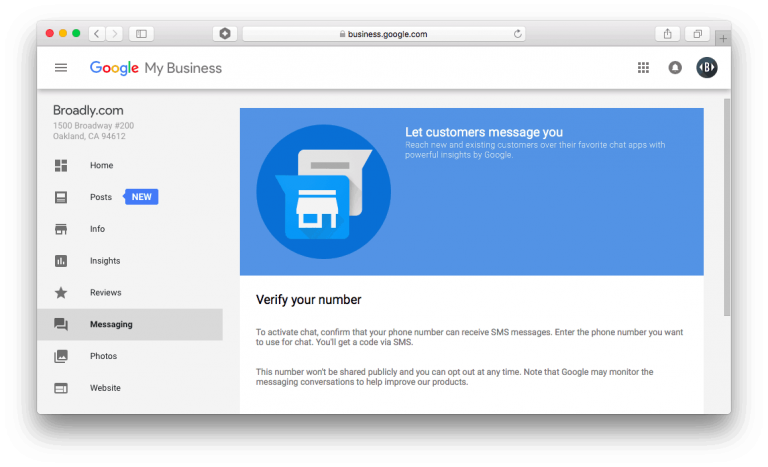 business.google.com
Google My Business
B
Broadly.com
1500 Broadway #200
Oakland, CA 94612
Home
Posts NEW
Info
Insights
Reviews
Messaging
Photos
Website
Let customers message you
Reach new and existing customers over their favorite chat apps with
powerful insights by Google.
Verify your number
To activate chat, confirm that your phone number can receive SMS messages. Enter the phone number you want
to use for chat. You'll get a code via SMS.
This number won't be shared publicly and you can opt out at any time. Note that Google may monitor the
messaging conversations to help improve our products.